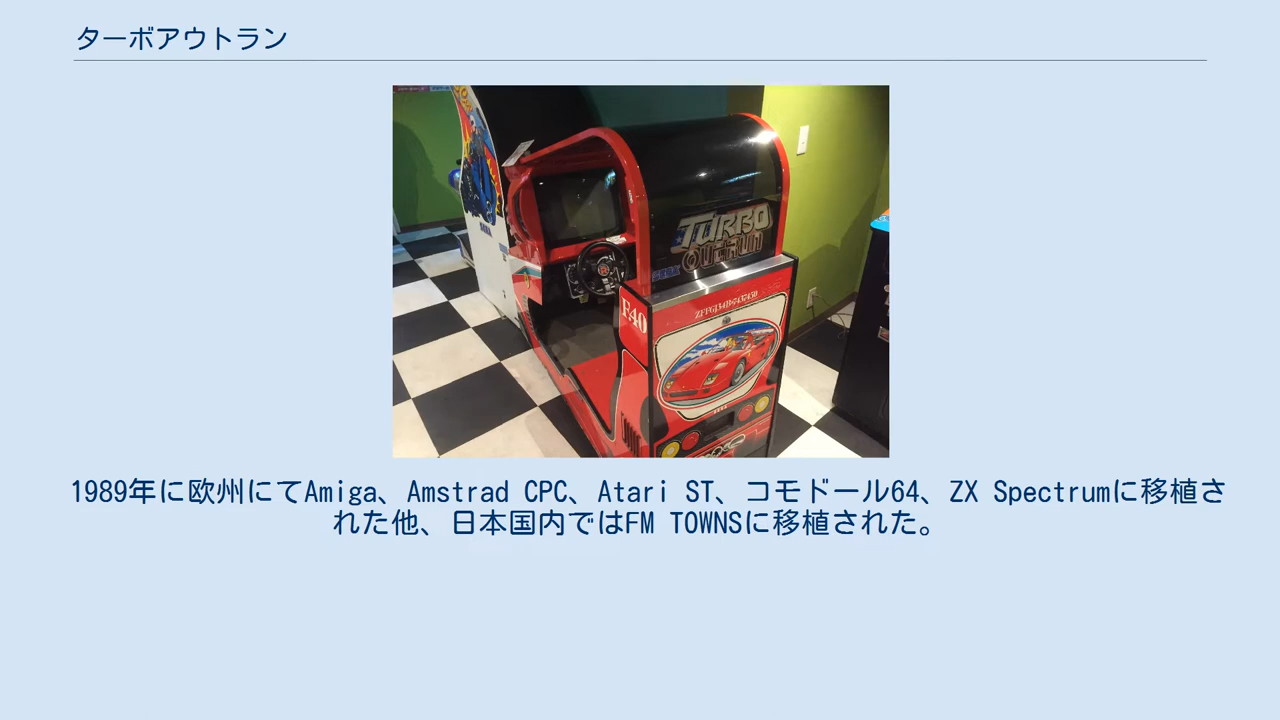 ターボアウトラン
TURBO
OUTRUN
SEGA
SEGA
F40
1989年に欧州にてAmiga、Amstrad CPC、Atari ST、コモドール64、ZX Spectrumに移植さ
れた他、日本国内ではFM TOWNSに移植された。